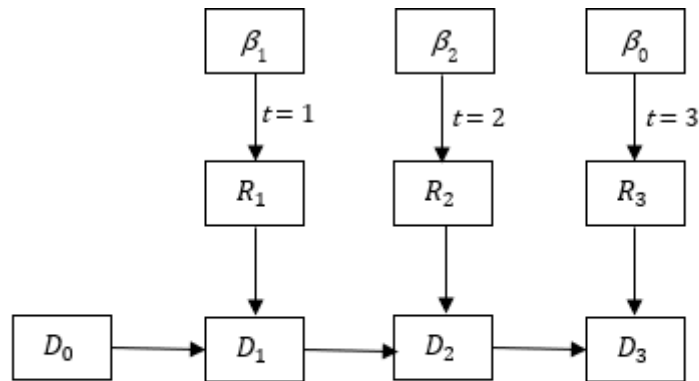 β₁ β₂ β₀
t = 1 t = 2 t = 3
R₁ R₂ R₃
D₀ D₁ D₂ D₃